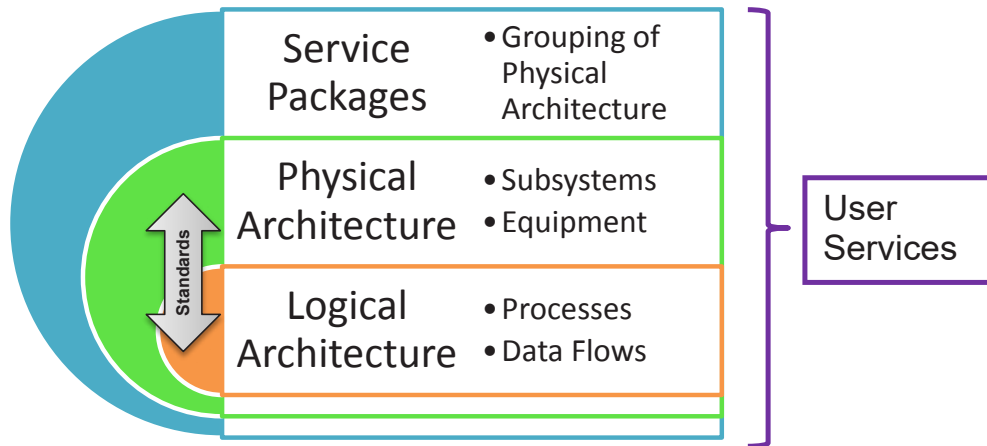 Service
Packages
• Grouping of
Physical
Architecture
Physical
Architecture
• Subsystems
• Equipment
Standards
Logical
Architecture
• Processes
• Data Flows
User
Services